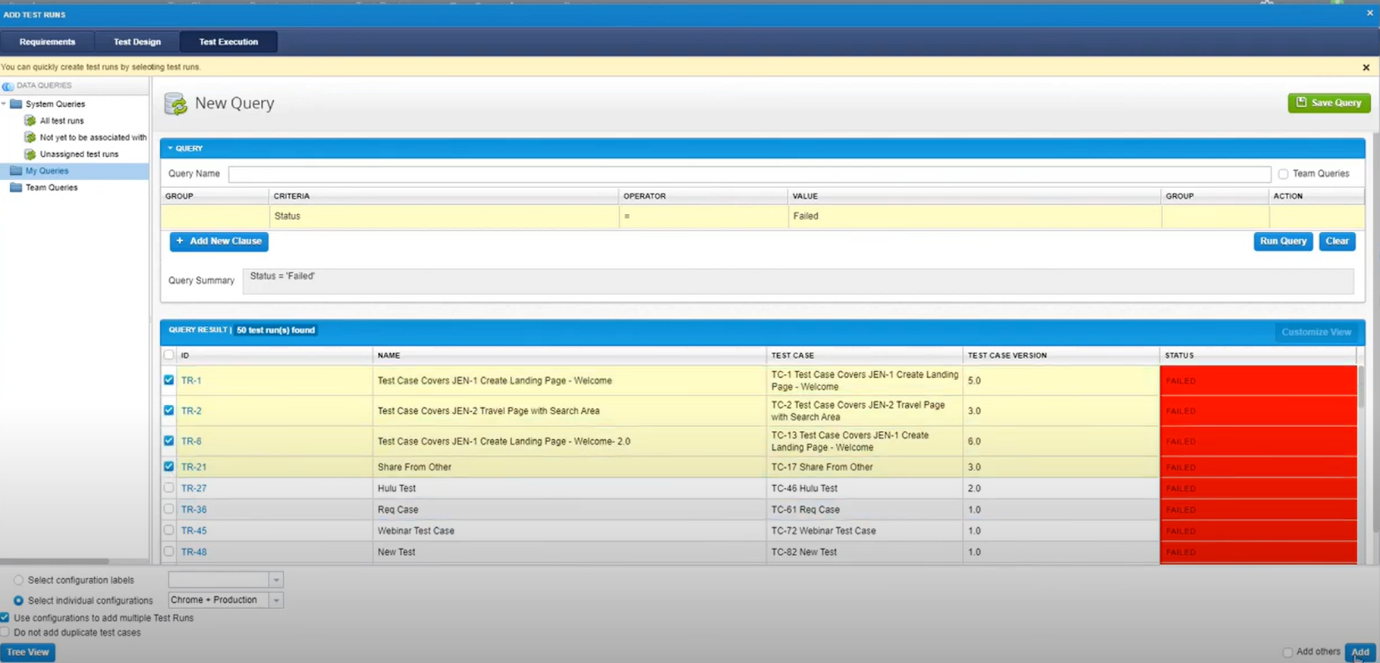 ADD TEST RUNS
Requirements Test Design Test Execution
You can quickly create test runs by selecting test runs.
DATA QUERIES
System Queries
All test runs
Not yet to be associated with
Unassigned test runs
My Queries
Team Queries
New Query
Save Query
QUERY
Query Name
Team Queries
GROUP CRITERIA OPERATOR VALUE GROUP ACTION
Status = Failed
+ Add New Clause
Run Query Clear
Query Summary Status = 'Failed'
QUERY RESULT | 50 test run(s) found
Customize View
ID NAME TEST CASE TEST CASE VERSION STATUS
TR-1 Test Case Covers JEN-1 Create Landing Page - Welcome TC-1 Test Case Covers JEN-1 Create Landing 5.0 FAILED
Page - Welcome
TR-2 Test Case Covers JEN-2 Travel Page with Search Area TC-2 Test Case Covers JEN-2 Travel Page 3.0 FAILED
with Search Area
TR-6 Test Case Covers JEN-1 Create Landing Page - Welcome- 2.0 TC-13 Test Case Covers JEN-1 Create 6.0 FAILED
Landing Page - Welcome
TR-21 Share From Other TC-17 Share From Other 3.0 FAILED
TR-27 Hulu Test TC-46 Hulu Test 2.0 FAILED
TR-36 Req Case TC-61 Req Case 1.0 FAILED
TR-45 Webinar Test Case TC-72 Webinar Test Case 1.0 FAILED
TR-48 New Test TC-82 New Test 1.0 FAILED
Select configuration labels
Select individual configurations Chrome + Production
Use configurations to add multiple Test Runs
Do not add duplicate test cases
Tree View
Add others Add